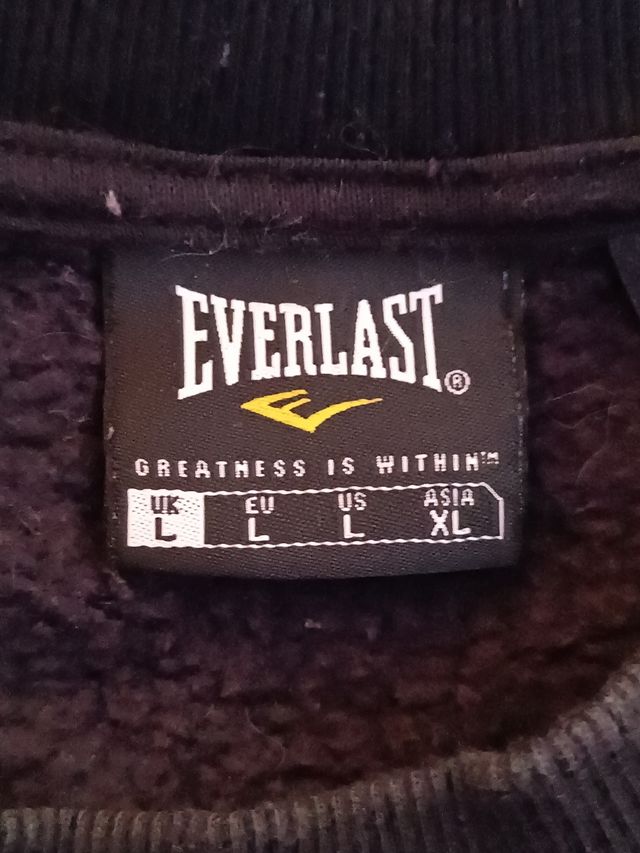 EVERLAST®
GREATNESS IS WITHIN™
UK EU US ASIA
L L L XL